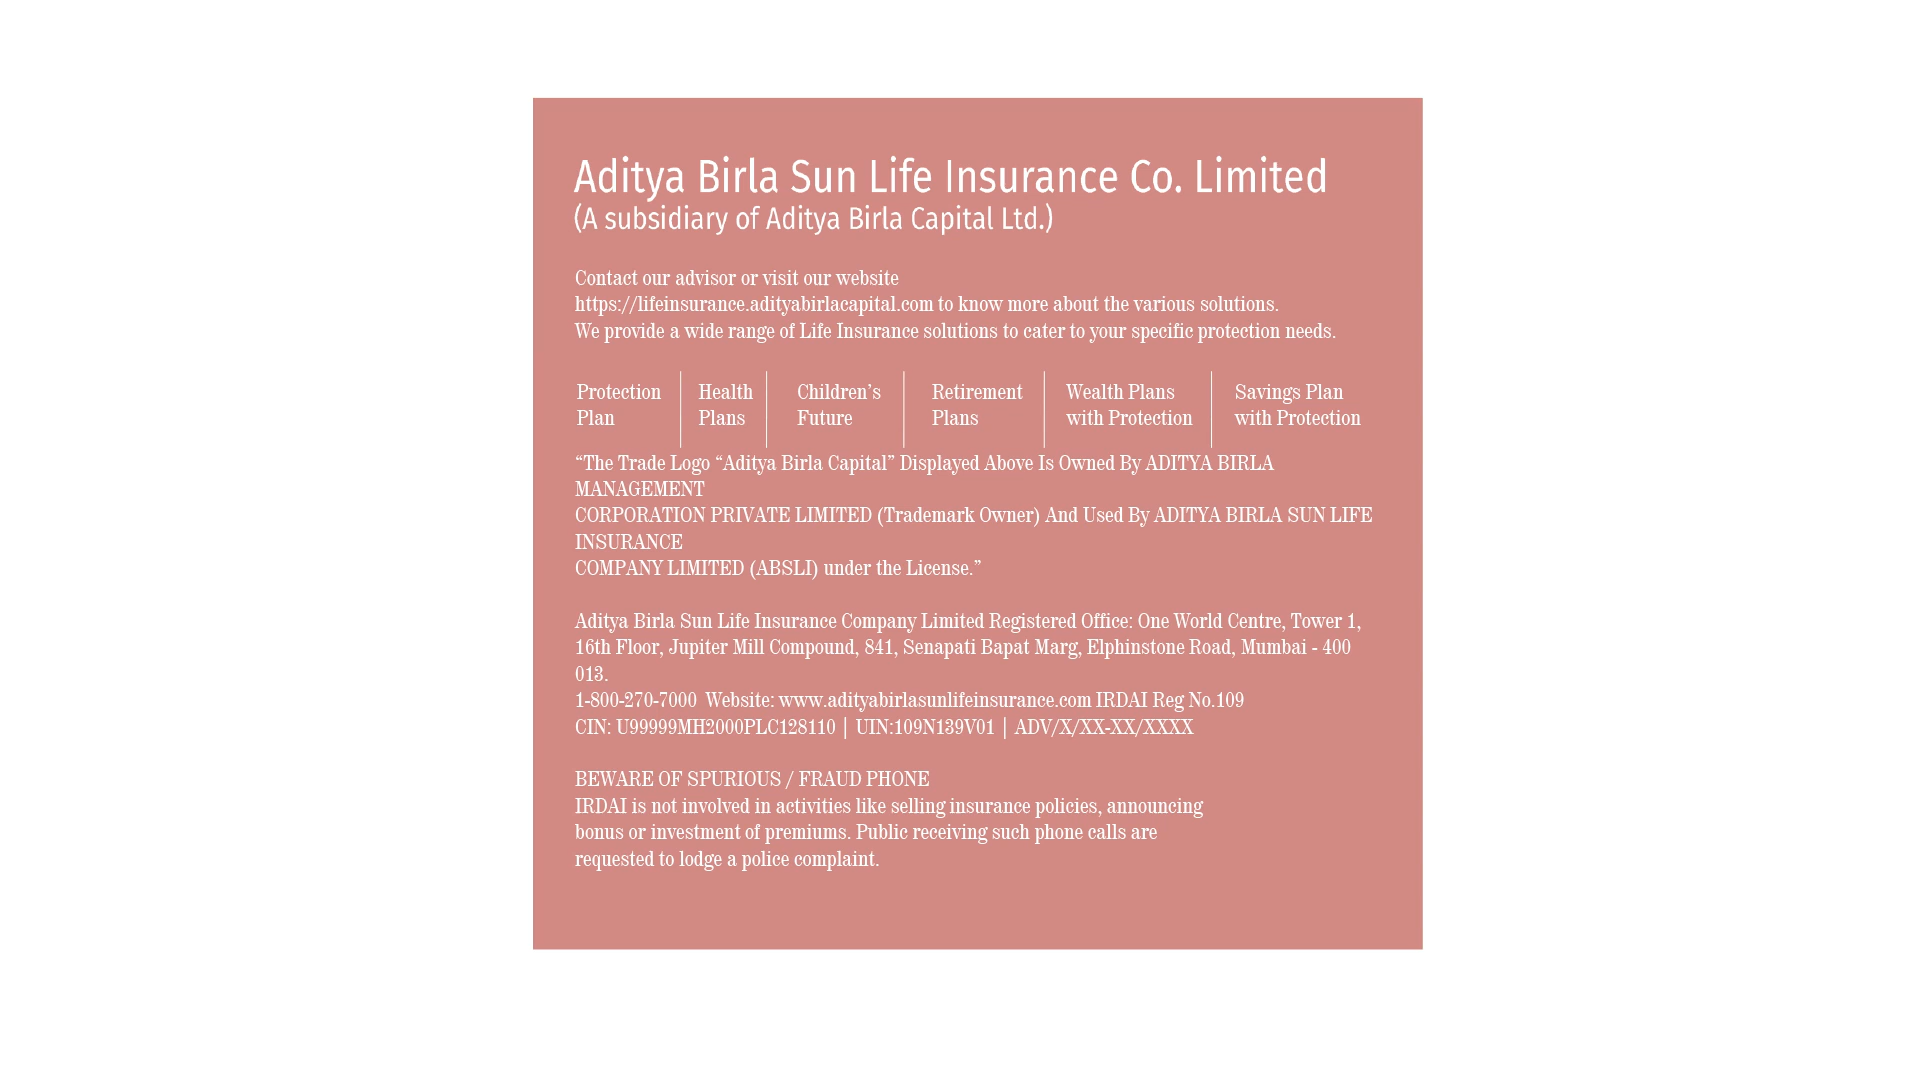 Aditya Birla Sun Life Insurance Co. Limited
(A subsidiary of Aditya Birla Capital Ltd.)
Contact our advisor or visit our website
https://lifeinsurance.adityabirlacapital.com to know more about the various solutions.
We provide a wide range of Life Insurance solutions to cater to your specific protection needs.
Protection Plan
Health Plans
Children’s Future
Retirement Plans
Wealth Plans with Protection
Savings Plan with Protection
“The Trade Logo “Aditya Birla Capital” Displayed Above Is Owned By ADITYA BIRLA
MANAGEMENT
CORPORATION PRIVATE LIMITED (Trademark Owner) And Used By ADITYA BIRLA SUN LIFE
INSURANCE
COMPANY LIMITED (ABSLI) under the License.”
Aditya Birla Sun Life Insurance Company Limited Registered Office: One World Centre, Tower 1,
16th Floor, Jupiter Mill Compound, 841, Senapati Bapat Marg, Elphinstone Road, Mumbai - 400
013.
1-800-270-7000  Website: www.adityabirlasunlifeinsurance.com IRDAI Reg No.109
CIN: U99999MH2000PLC128110 | UIN:109N139V01 | ADV/X/XX-XX/XXXX
BEWARE OF SPURIOUS / FRAUD PHONE
IRDAI is not involved in activities like selling insurance policies, announcing
bonus or investment of premiums. Public receiving such phone calls are
requested to lodge a police complaint.